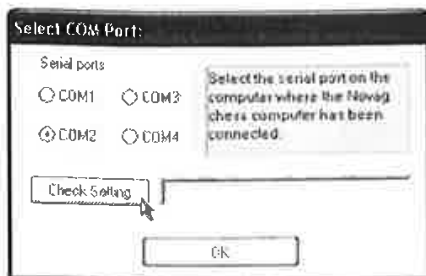 Select COM Port:
Serial ports
COM1
COM3
COM2
COM4
Select the serial port on the
computer where the Novag
chess computer has been
connected.
Check Setting
OK